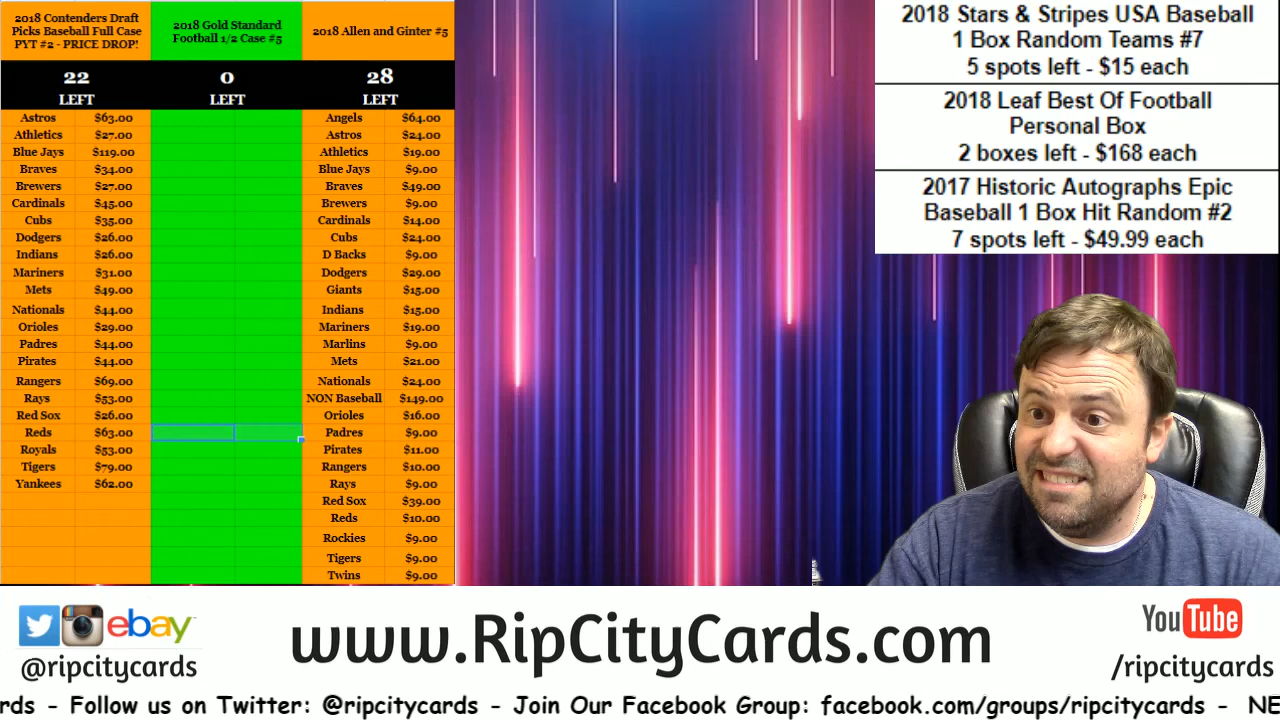 2018 Contenders Draft
Picks Baseball Full Case
PYT #2 - PRICE DROP!
22
LEFT
Astros $63.00
Athletics $27.00
Blue Jays $119.00
Braves $34.00
Brewers $27.00
Cardinals $45.00
Cubs $35.00
Dodgers $26.00
Indians $26.00
Mariners $31.00
Mets $49.00
Nationals $44.00
Orioles $29.00
Padres $44.00
Pirates $44.00
Rangers $69.00
Rays $53.00
Red Sox $26.00
Reds $63.00
Royals $53.00
Tigers $79.00
Yankees $62.00
2018 Gold Standard
Football 1/2 Case #5
0
LEFT
2018 Allen and Ginter #5
28
LEFT
Angels $64.00
Astros $24.00
Athletics $19.00
Blue Jays $9.00
Braves $49.00
Brewers $9.00
Cardinals $14.00
Cubs $24.00
D Backs $9.00
Dodgers $29.00
Giants $15.00
Indians $15.00
Mariners $19.00
Marlins $9.00
Mets $21.00
Nationals $24.00
NON Baseball $149.00
Orioles $16.00
Padres $9.00
Pirates $11.00
Rangers $10.00
Rays $9.00
Red Sox $39.00
Reds $10.00
Rockies $9.00
Tigers $9.00
Twins $9.00
2018 Stars & Stripes USA Baseball
1 Box Random Teams #7
5 spots left - $15 each
2018 Leaf Best Of Football
Personal Box
2 boxes left - $168 each
2017 Historic Autographs Epic
Baseball 1 Box Hit Random #2
7 spots left - $49.99 each
ebay
@ripcitycards
www.RipCityCards.com
YouTube
/ripcitycards
rds - Follow us on Twitter: @ripcitycards - Join Our Facebook Group: facebook.com/groups/ripcitycards - NE